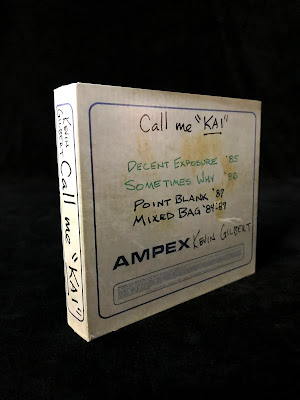 Kevin Gilbert Call me "KAI"
Call me "KAI"
DECENT EXPOSURE '85
SOMETIMES WHY '86
POINT BLANK '87
MIXED BAG '84-'87
AMPEX KEVIN GILBERT